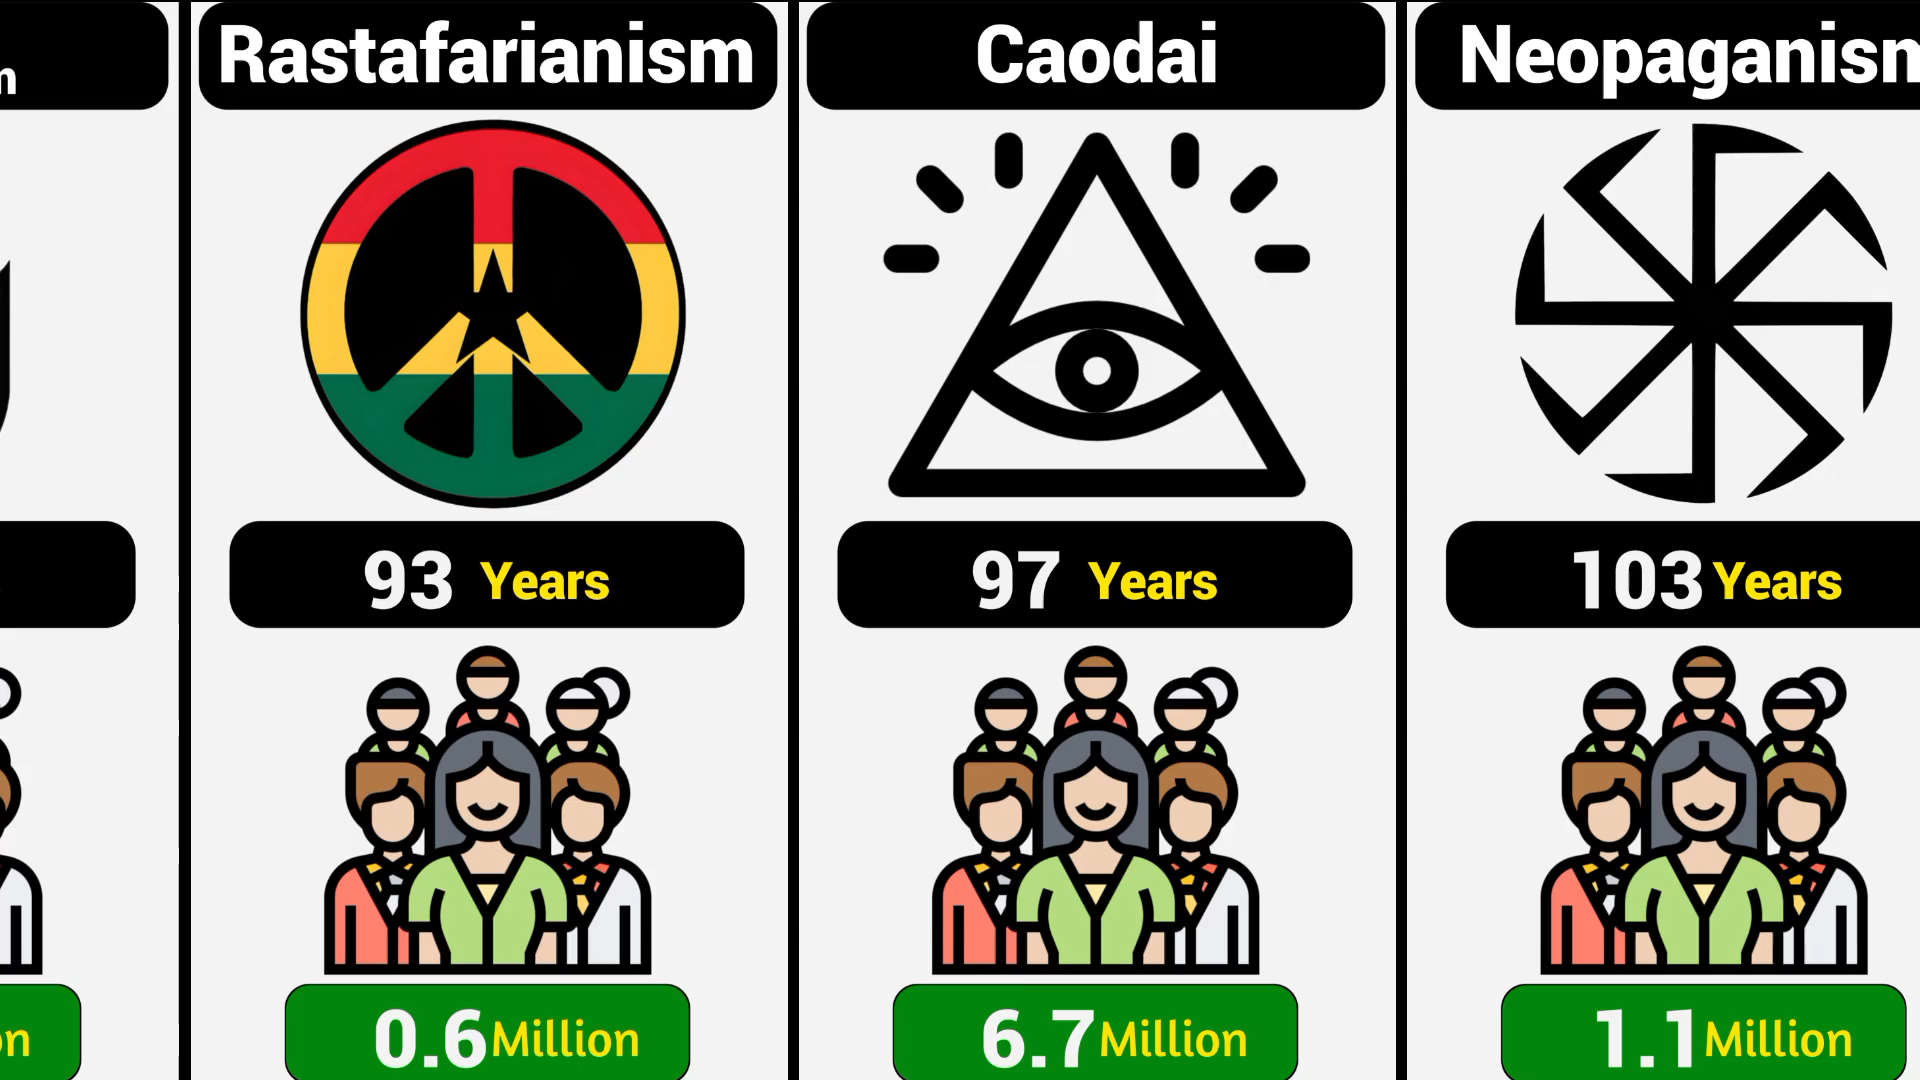 Rastafarianism
Caodai
Neopaganism
93 Years
97 Years
103 Years
0.6 Million
6.7 Million
1.1 Million